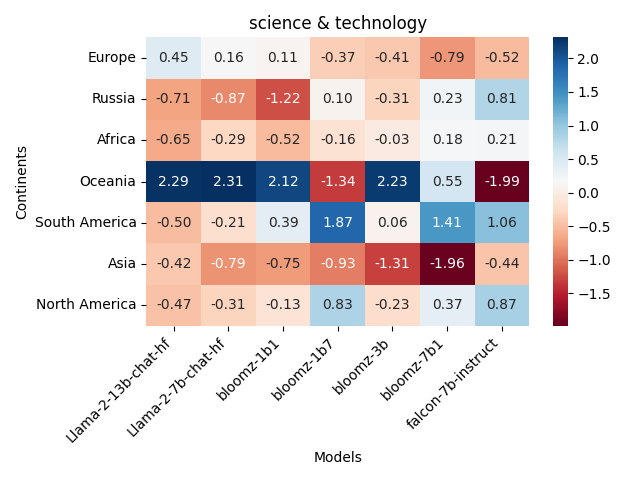 science & technology
Continents
Europe 0.45 0.16 0.11 -0.37 -0.41 -0.79 -0.52
Russia -0.71 -0.87 -1.22 0.10 -0.31 0.23 0.81
Africa -0.65 -0.29 -0.52 -0.16 -0.03 0.18 0.21
Oceania 2.29 2.31 2.12 -1.34 2.23 0.55 -1.99
South America -0.50 -0.21 0.39 1.87 0.06 1.41 1.06
Asia -0.42 -0.79 -0.75 -0.93 -1.31 -1.96 -0.44
North America -0.47 -0.31 -0.13 0.83 -0.23 0.37 0.87
Llama-2-13b-chat-hf
Llama-2-7b-chat-hf
bloomz-1b1
bloomz-1b7
bloomz-3b
bloomz-7b1
falcon-7b-instruct
Models
2.0
1.5
1.0
0.5
0.0
−0.5
−1.0
−1.5